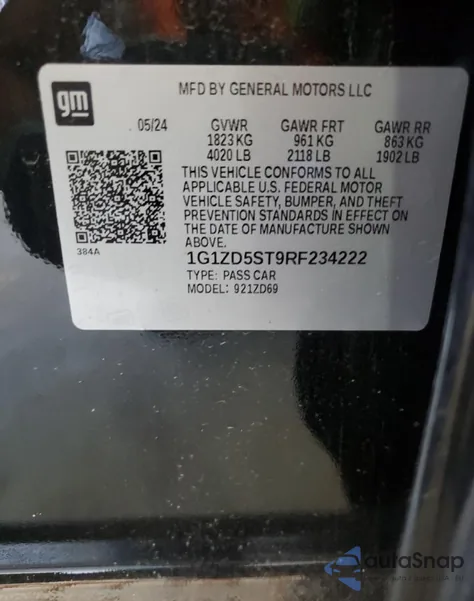 gm
MFD BY GENERAL MOTORS LLC
05/24 GVWR GAWR FRT GAWR RR
1823 KG 961 KG 863 KG
4020 LB 2118 LB 1902 LB
THIS VEHICLE CONFORMS TO ALL
APPLICABLE U.S. FEDERAL MOTOR
VEHICLE SAFETY, BUMPER, AND THEFT
PREVENTION STANDARDS IN EFFECT ON
THE DATE OF MANUFACTURE SHOWN
ABOVE.
384A
1G1ZD5ST9RF234222
TYPE: PASS CAR
MODEL: 921ZD69
autoSnap